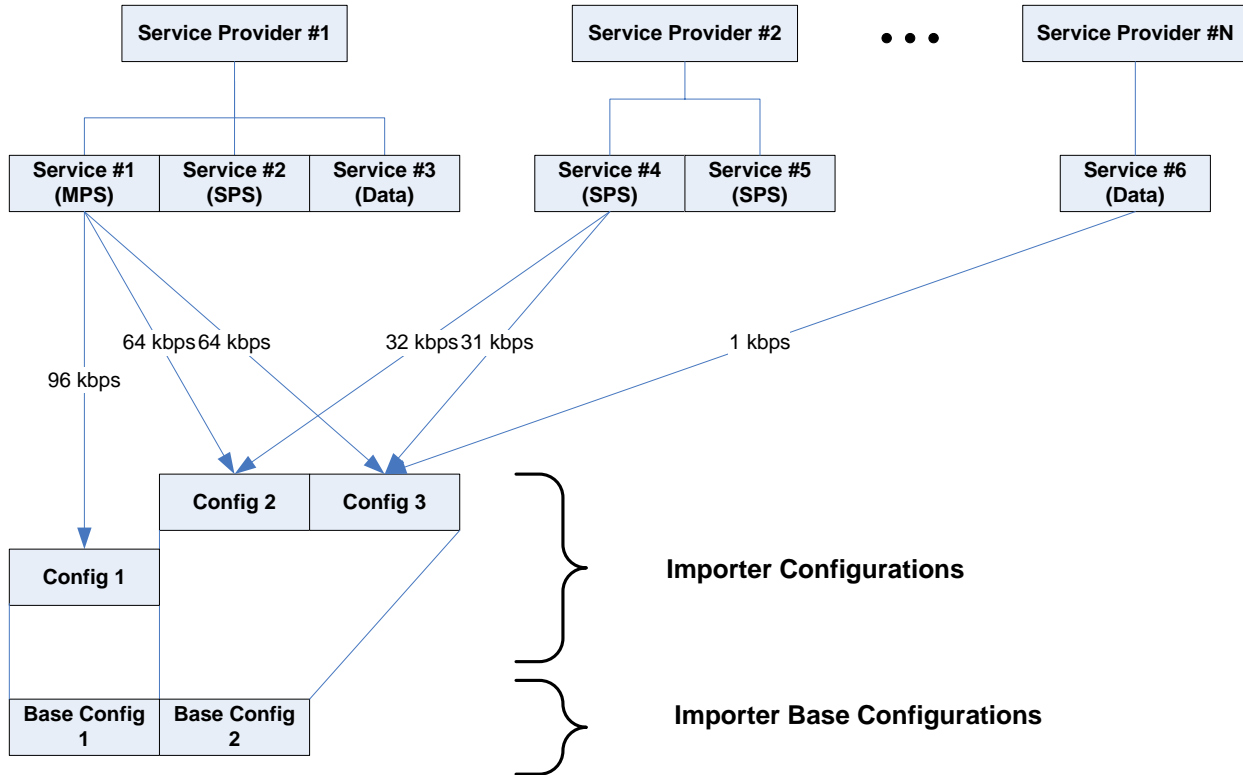 Service Provider #1
Service Provider #2
• • •
Service Provider #N
Service #1
(MPS)
Service #2
(SPS)
Service #3
(Data)
Service #4
(SPS)
Service #5
(SPS)
Service #6
(Data)
64 kbps
64 kbps
32 kbps
31 kbps
1 kbps
96 kbps
Config 2
Config 3
Config 1
Importer Configurations
Base Config
1
Base Config
2
Importer Base Configurations